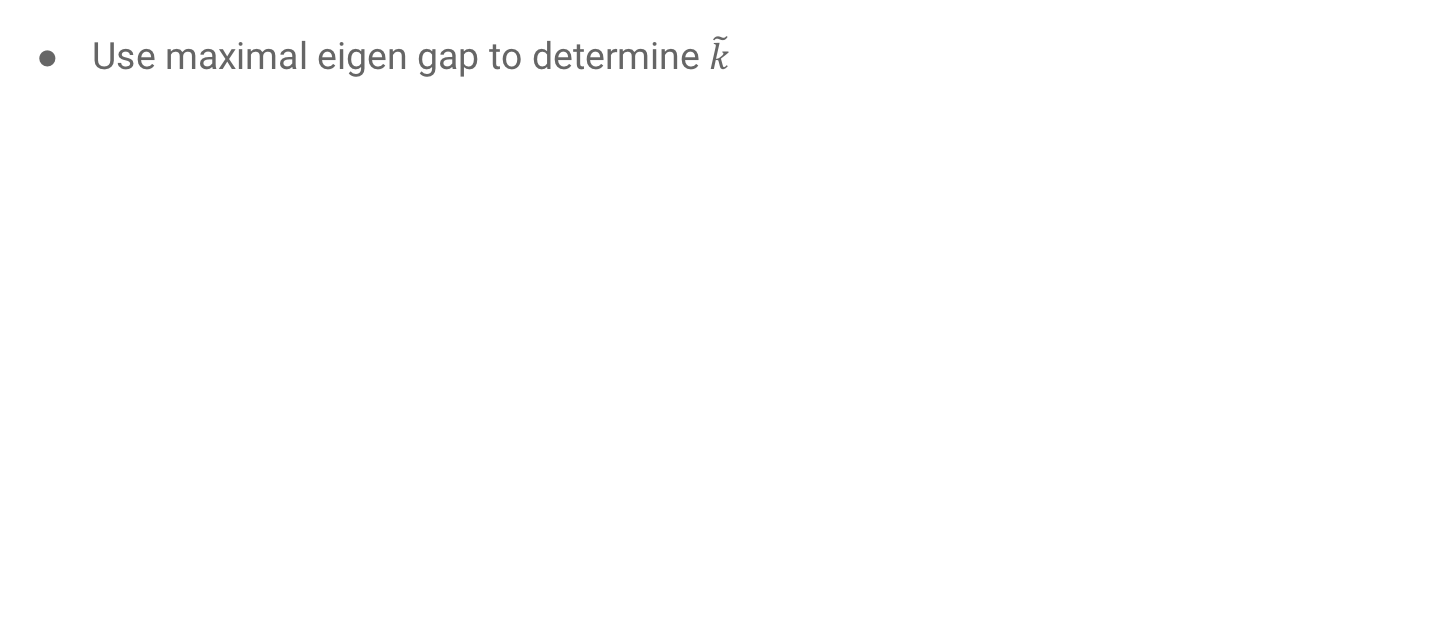 ● Use maximal eigen gap to determine k̃